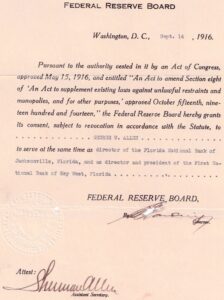 FEDERAL RESERVE BOARD
Washington, D. C., Sept. 14 , 1916.
Pursuant to the authority vested in it by an Act of Congress,
approved May 15, 1916, and entitled “An Act to amend Section eight
of ‘An Act to supplement existing laws against unlawful restraints and
monopolies, and for other purposes,’ approved October fifteenth, nine-
teen hundred and fourteen,” the Federal Reserve Board hereby grants
its consent, subject to revocation in accordance with the Statute, to
GEORGE W. ALLEN
to serve at the same time as director of the Florida National Bank of
Jacksonville, Florida, and as director and president of the First Na-
tional Bank of Key West, Florida
FEDERAL RESERVE BOARD,
By
Attest:
Sherman Allen
Assistant Secretary.